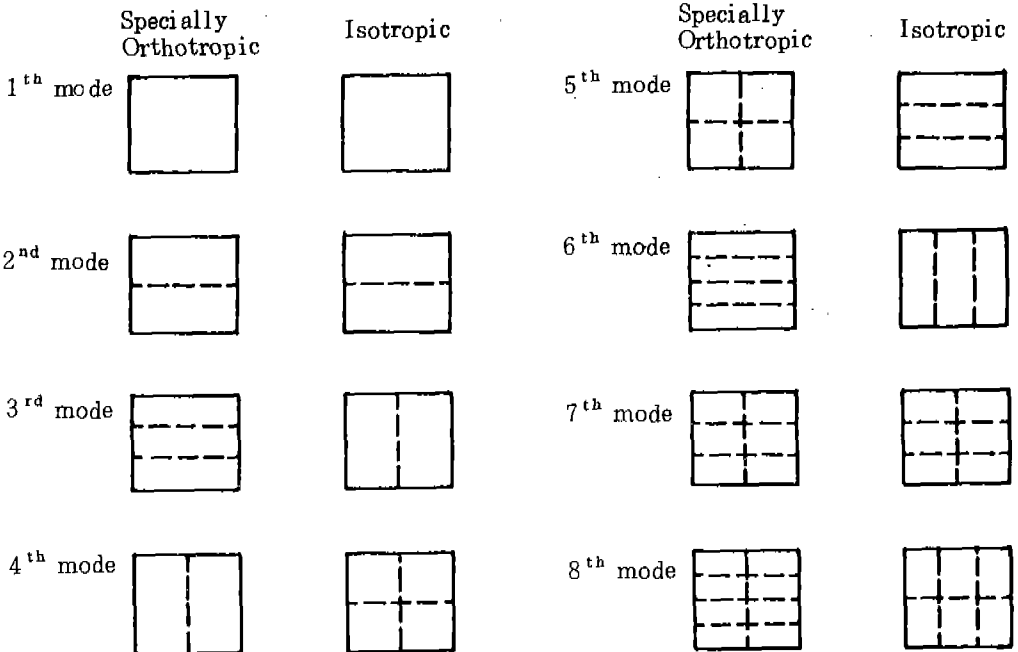 Specially
Orthotropic
Isotropic
1th mode
2nd mode
3rd mode
4th mode
Specially
Orthotropic
Isotropic
5th mode
6th mode
7th mode
8th mode